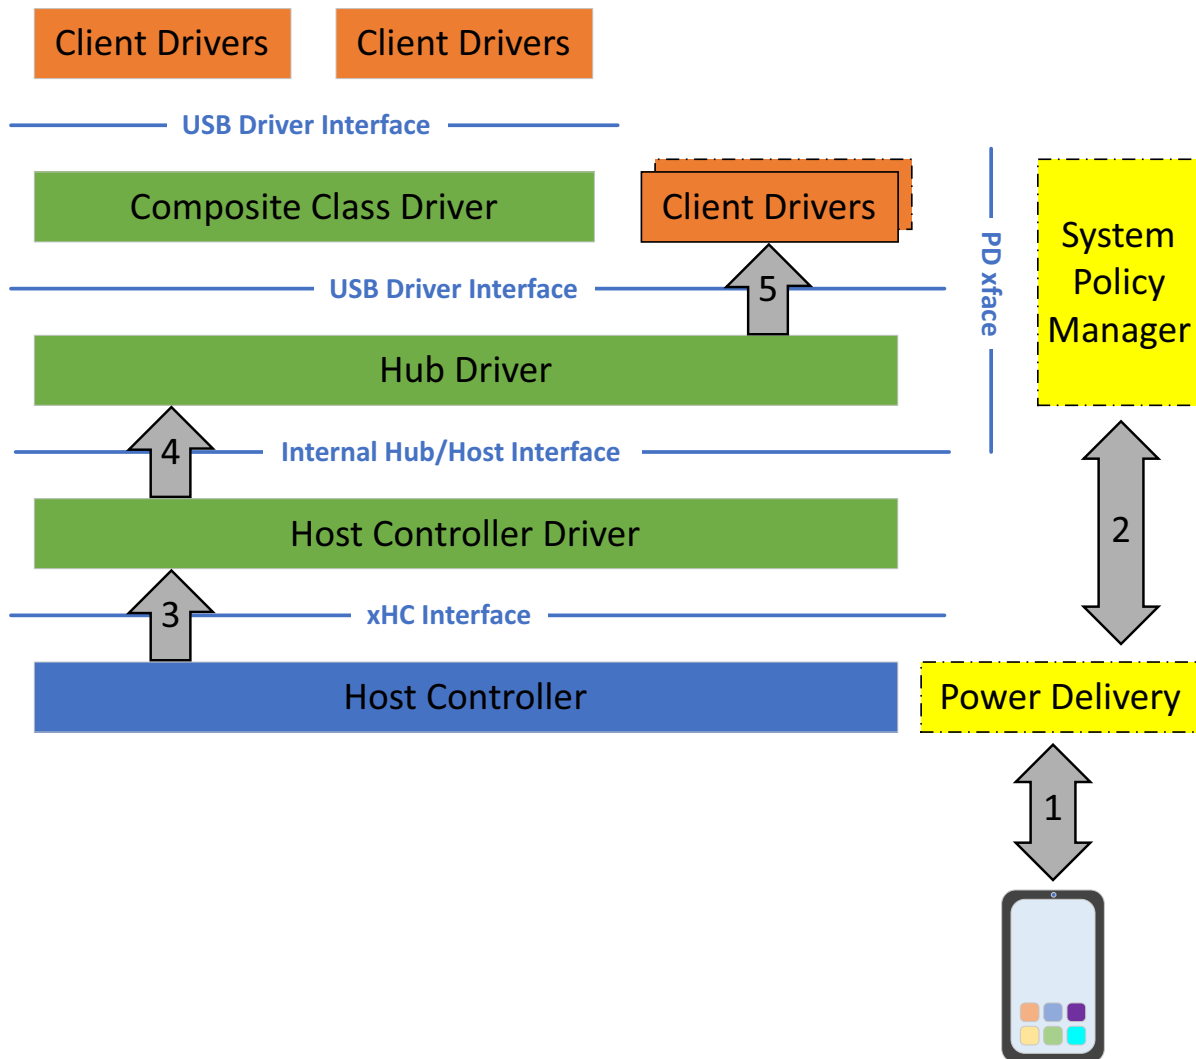 Client Drivers
Client Drivers
USB Driver Interface
Composite Class Driver
Client Drivers
PD xface
System
Policy
Manager
USB Driver Interface
5
Hub Driver
4
Internal Hub/Host Interface
2
Host Controller Driver
3
xHC Interface
Host Controller
Power Delivery
1